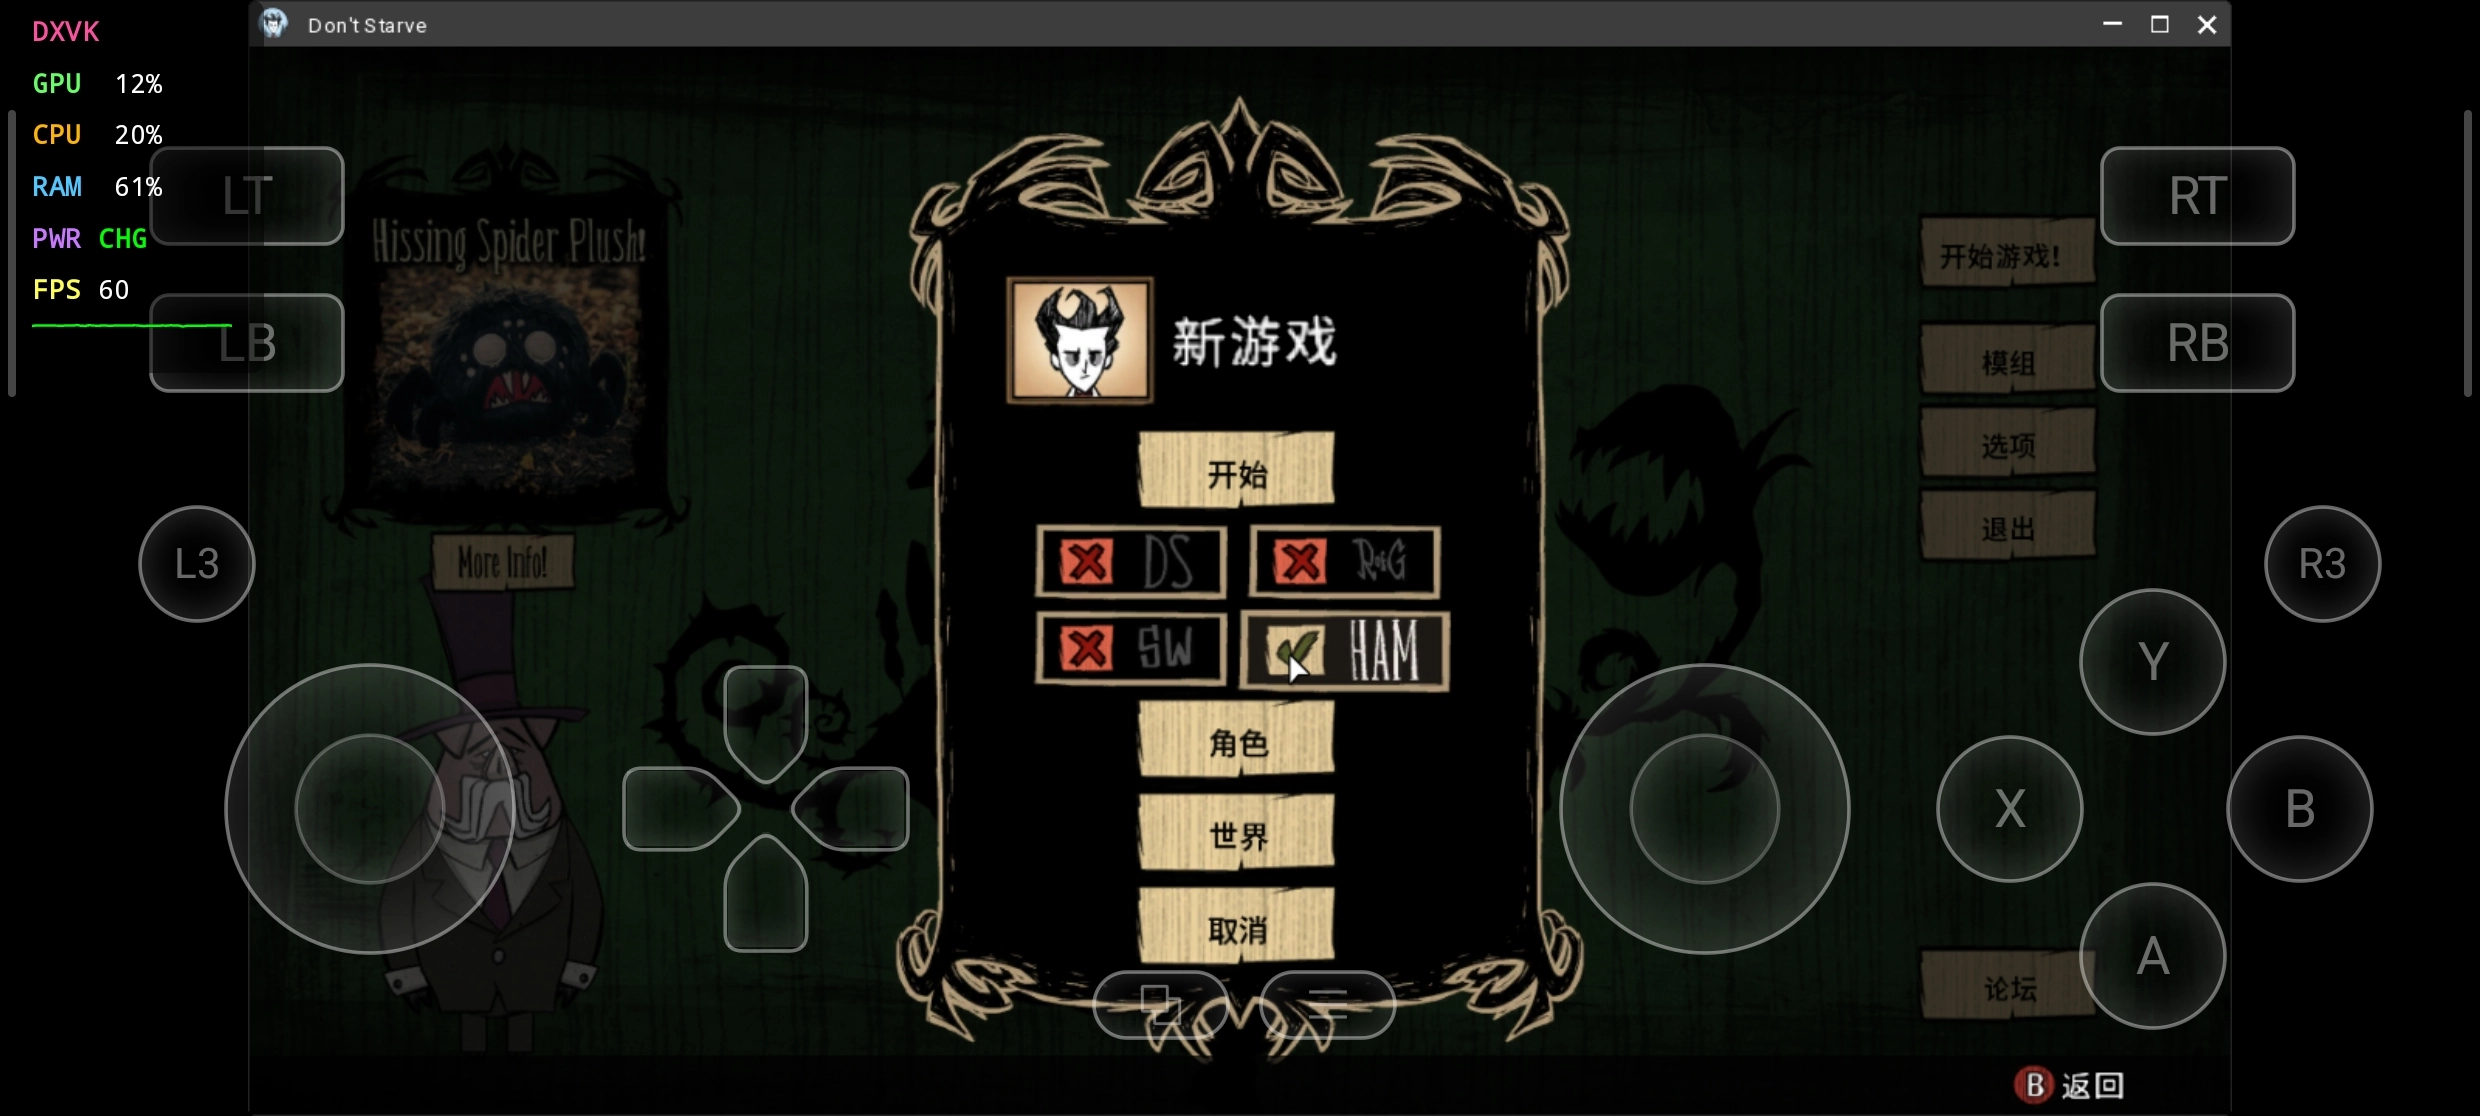 DXVK
GPU 12%
CPU 20%
RAM 61%
PWR CHG
FPS 60
Don't Starve
LT
LB
L3
Hissing Spider Plush!
More Info!
新游戏
开始
DS
RoG
SW
HAM
角色
世界
取消
开始游戏!
模组
选项
退出
论坛
RT
RB
R3
Y
X
B
A
B 返回